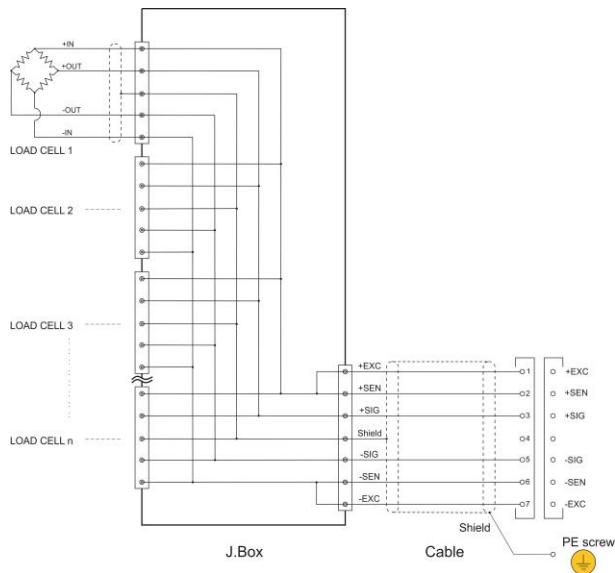 +IN
+OUT
-OUT
-IN
LOAD CELL 1
LOAD CELL 2
LOAD CELL 3
LOAD CELL n
+EXC
+SEN
+SIG
Shield
-SIG
-SEN
-EXC
1
2
3
4
5
6
7
+EXC
+SEN
+SIG
-SIG
-SEN
-EXC
Shield
PE screw
J.Box
Cable